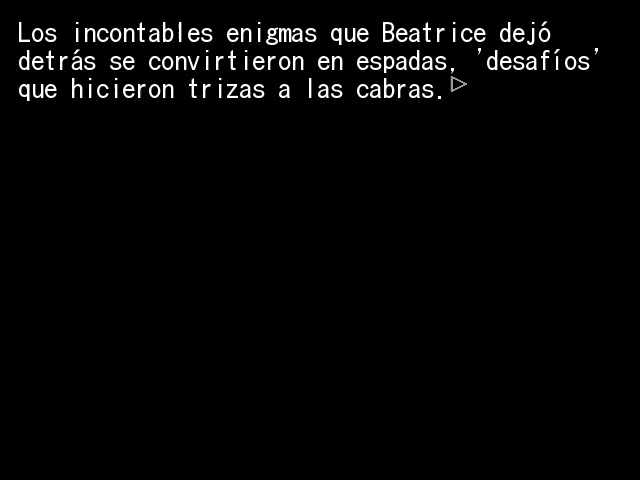 Los incontables enigmas que Beatrice dejó
detrás se convirtieron en espadas, 'desafíos'
que hicieron trizas a las cabras.